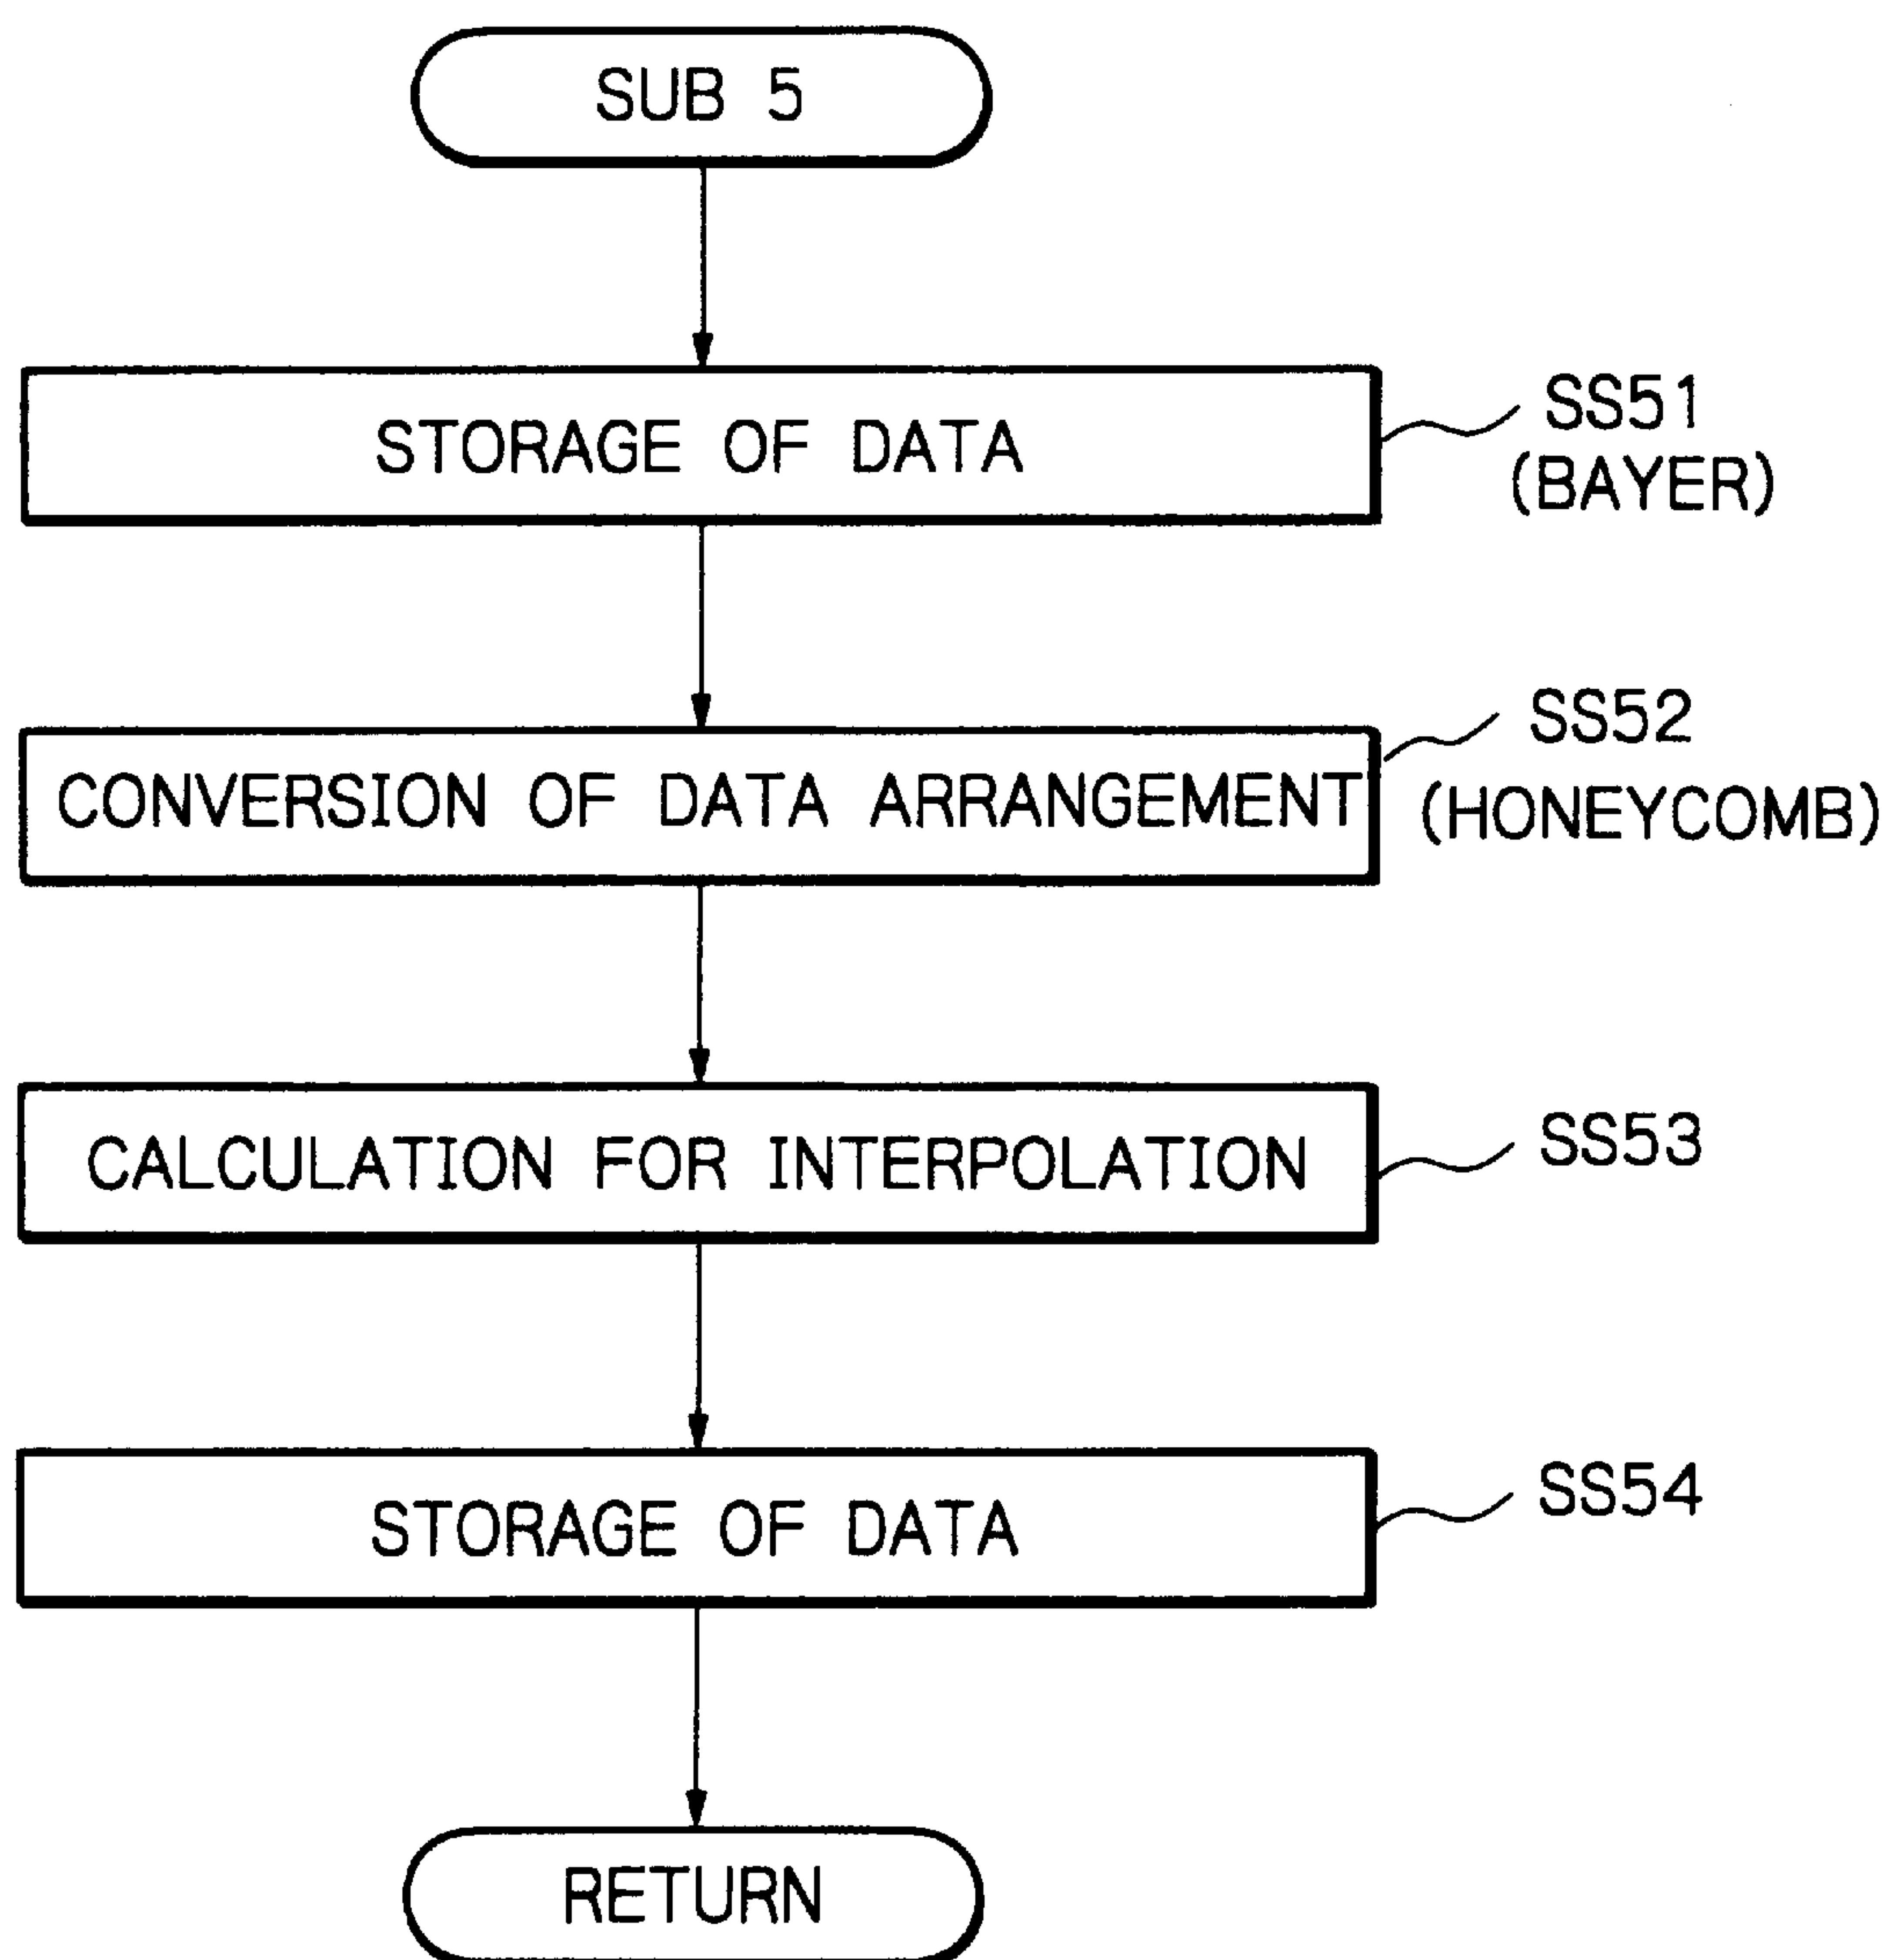 SUB 5
STORAGE OF DATA
SS51
(BAYER)
CONVERSION OF DATA ARRANGEMENT
SS52
(HONEYCOMB)
CALCULATION FOR INTERPOLATION
SS53
STORAGE OF DATA
SS54
RETURN